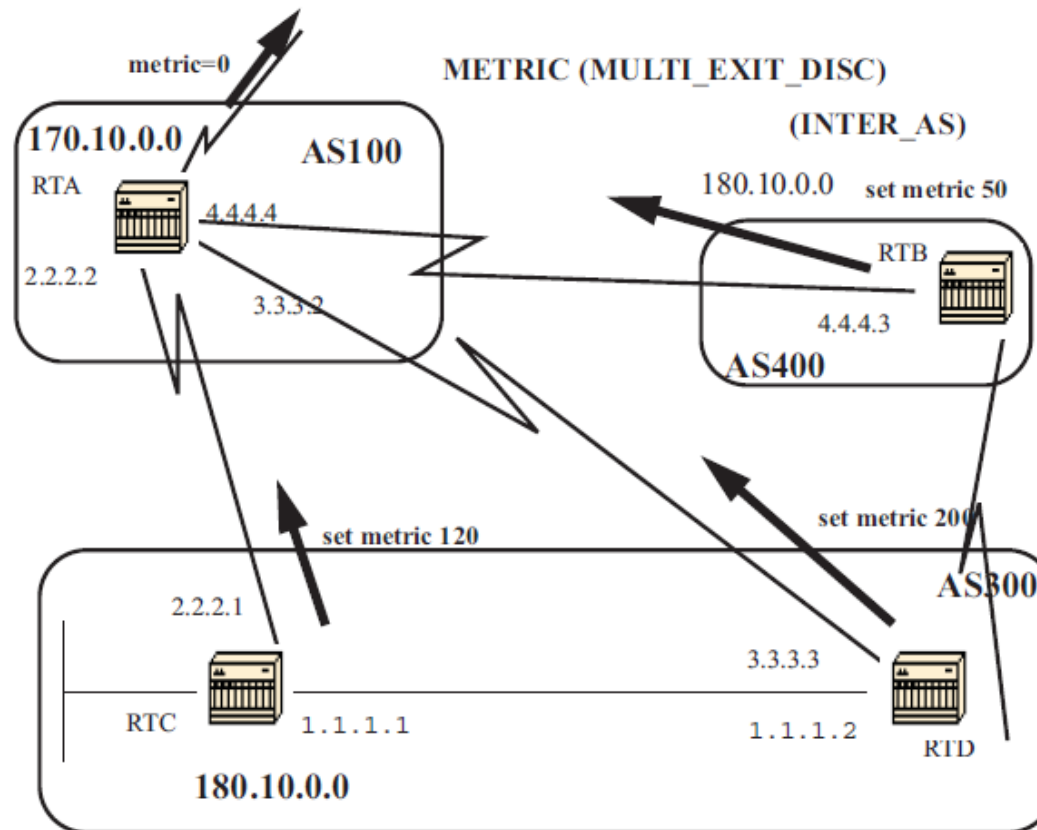 metric=0
METRIC (MULTI_EXIT_DISC)
(INTER_AS)
170.10.0.0
AS100
RTA
180.10.0.0
set metric 50
4.4.4.4
RTB
2.2.2.2
3.3.3.2
4.4.4.3
AS400
set metric 120
set metric 200
AS300
2.2.2.1
3.3.3.3
RTC
1.1.1.1
1.1.1.2
RTD
180.10.0.0